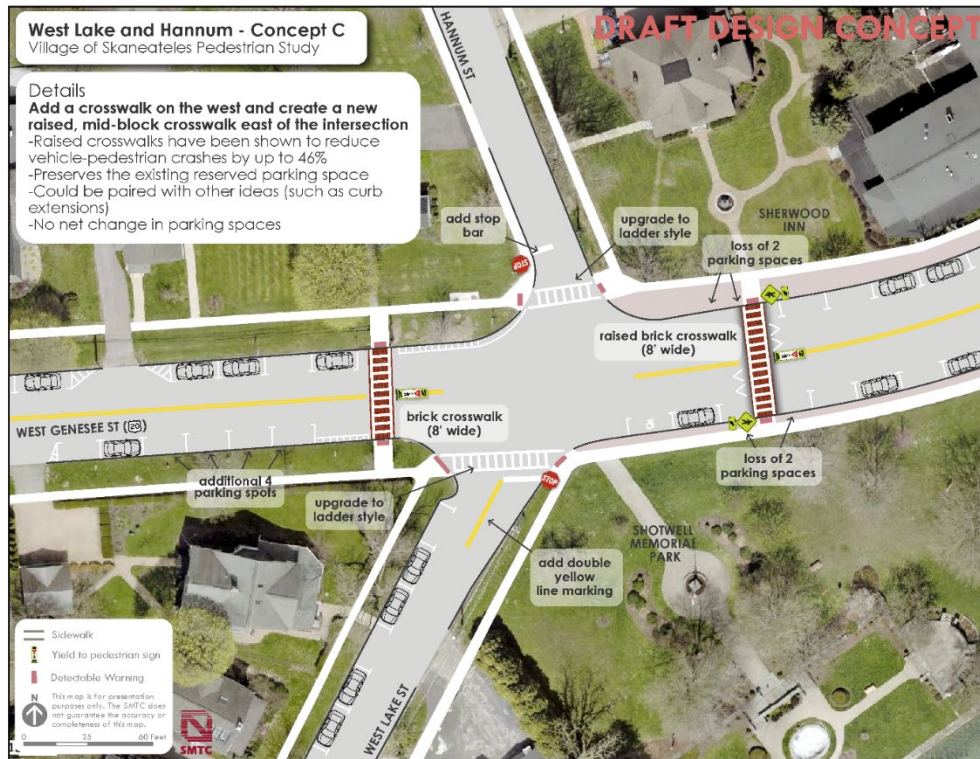 West Lake and Hannum - Concept C
Village of Skaneateles Pedestrian Study
DRAFT DESIGN CONCEPT
Details
Add a crosswalk on the west and create a new
raised, mid-block crosswalk east of the intersection
-Raised crosswalks have been shown to reduce
vehicle-pedestrian crashes by up to 46%
-Preserves the existing reserved parking space
-Could be paired with other ideas (such as curb
extensions)
-No net change in parking spaces
HANNUM ST
add stop
bar
STOP
upgrade to
ladder style
SHERWOOD
INN
loss of 2
parking spaces
raised brick crosswalk
(8' wide)
WEST GENESEE ST (20)
brick crosswalk
(8' wide)
additional 4
parking spots
upgrade to
ladder style
STOP
loss of 2
parking spaces
add double
yellow
line marking
SHOTWELL
MEMORIAL
PARK
WEST LAKE ST
Sidewalk
Yield to pedestrian sign
Detectable Warning
N
This map is for presentation
purposes only. The SMTC does
not guarantee the accuracy or
completeness of this map.
0 25 60 Feet
SMTC